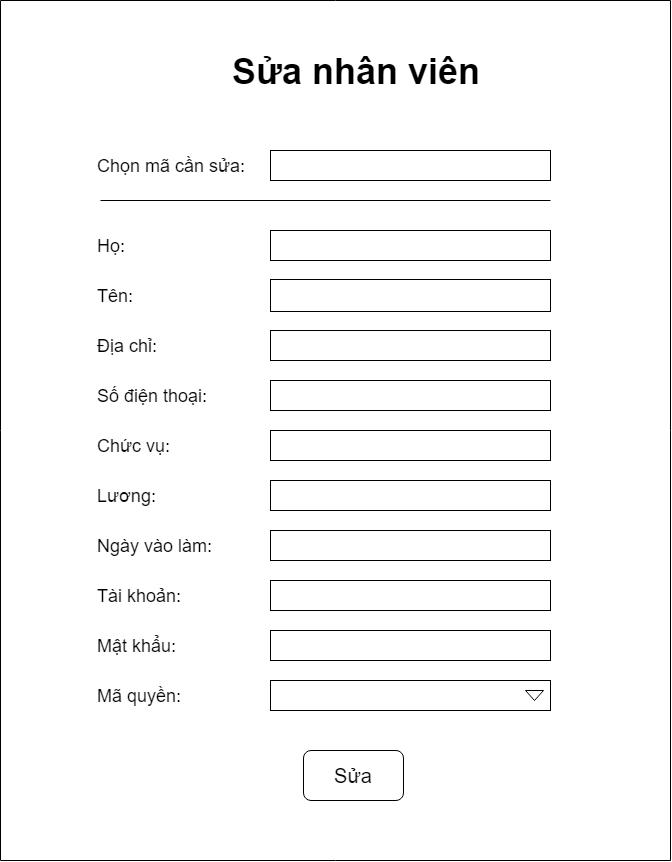 Sửa nhân viên
Chọn mã cần sửa:
Họ:
Tên:
Địa chỉ:
Số điện thoại:
Chức vụ:
Lương:
Ngày vào làm:
Tài khoản:
Mật khẩu:
Mã quyền:
Sửa